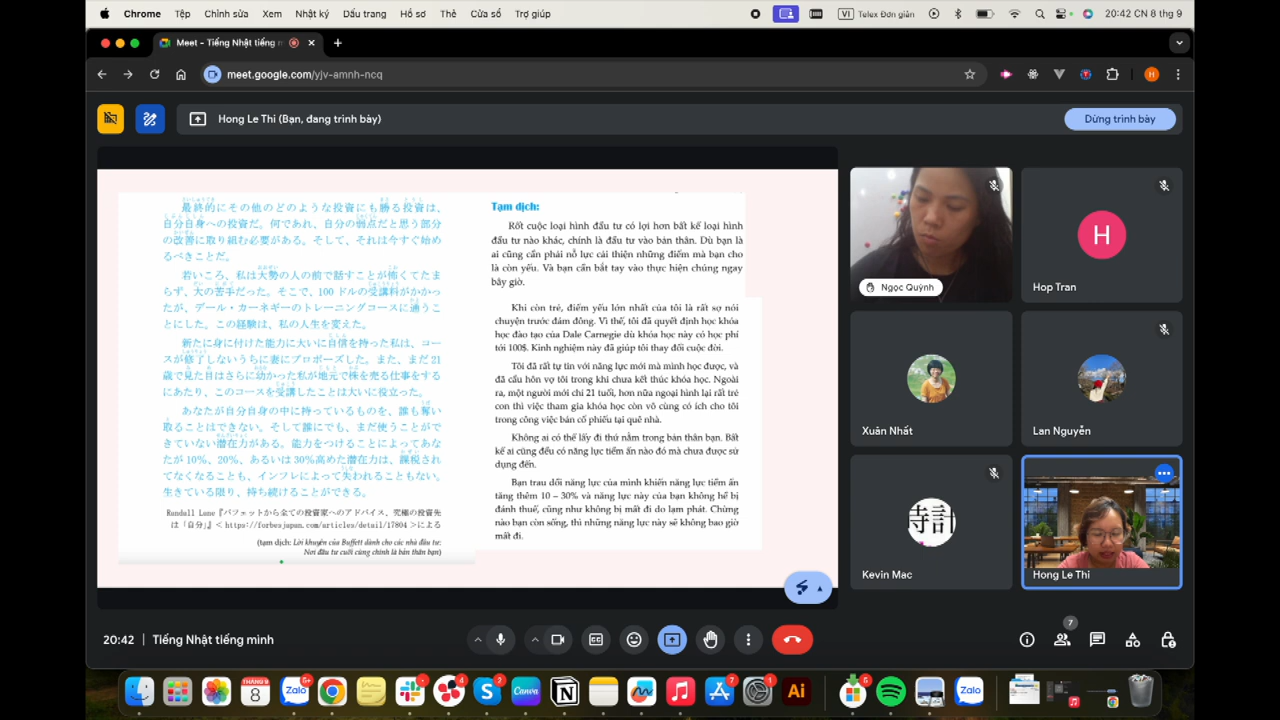 Chrome Tệp Chỉnh sửa Xem Nhật ký Dấu trang Hồ sơ Thẻ Cửa sổ Trợ giúp VI Telex Đơn giản 20:42 CN 8 thg 9
Meet - Tiếng Nhật tiếng m
meet.google.com/yjv-amnh-ncq
Hong Le Thi (Bạn, đang trình bày)
Dừng trình bày
最終的にその他のどのような投資にも勝る投資は、
自分自身への投資だ。何であれ、自分の弱点だと思う部分
の改善に取り組む必要がある。そして、それは今すぐ始め
るべきことだ。
若いころ、私は大勢の人の前で話すことが怖くてたま
らず、大の苦手だった。そこで、100 ドルの受講料がかかっ
たが、デール・カーネギーのトレーニングコースに通うこ
とにした。この経験は、私の人生を変えた。
新たに身に付けた能力に大いに自信を持った私は、コー
スが修了しないうちに妻にプロポーズした。また、まだ 21
歳で見た目はさらに幼かった私が地元で株を売る仕事をする
にあたり、このコースを受講したことは大いに役立った。
あなたが自分自身の中に持っているものを、誰も奪い
取ることはできない。そして誰にでも、まだ使うことがで
きていない潜在力がある。能力をつけることによってあな
たが 10%、20%、あるいは 30%高めた潜在力は、課税され
てなくなることも、インフレによって失われることもない。
生きている限り、持ち続けることができる。
Randall Lane『バフェットから全ての投資家へのアドバイス、究極の投資先
は「自分」』< https://forbesjapan.com/articles/detail/17804 >による
(tạm dịch: Lời khuyên của Buffett dành cho các nhà đầu tư:
Nơi đầu tư cuối cùng chính là bản thân bạn)
Tạm dịch:
Rốt cuộc loại hình đầu tư có lợi hơn bất kể loại hình
đầu tư nào khác, chính là đầu tư vào bản thân. Dù bạn là
ai cũng cần phải nỗ lực cải thiện những điểm mà bạn cho
là còn yếu. Và bạn cần bắt tay vào thực hiện chúng ngay
bây giờ.
Khi còn trẻ, điểm yếu lớn nhất của tôi là rất sợ nói
chuyện trước đám đông. Vì thế, tôi đã quyết định học khóa
học đào tạo của Dale Carnegie dù khóa học này có học phí
tới 100$. Kinh nghiệm này đã giúp tôi thay đổi cuộc đời.
Tôi đã rất tự tin với năng lực mới mà mình học được, và
đã cầu hôn vợ tôi trong khi chưa kết thúc khóa học. Ngoài
ra, một người mới chỉ 21 tuổi, hơn nữa ngoại hình lại rất trẻ
con thì việc tham gia khóa học còn vô cùng có ích cho tôi
trong công việc bán cổ phiếu tại quê nhà.
Không ai có thể lấy đi thứ nằm trong bản thân bạn. Bất
kể ai cũng đều có năng lực tiềm ẩn nào đó mà chưa được sử
dụng đến.
Bạn trau dồi năng lực của mình khiến năng lực tiềm ẩn
tăng thêm 10 – 30% và năng lực này của bạn không hề bị
đánh thuế, cũng như không bị mất đi do lạm phát. Chừng
nào bạn còn sống, thì những năng lực này sẽ không bao giờ
mất đi.
Ngọc Quỳnh
H
Hop Tran
Xuân Nhất
Lan Nguyễn
寺計
Kevin Mac
Hong Le Thi
20:42 | Tiếng Nhật tiếng mình
7